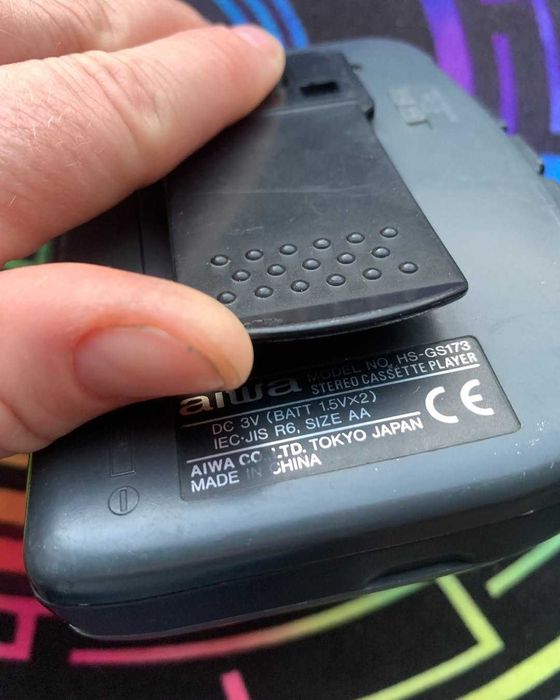 aiwa MODEL NO. HS-GS173
STEREO CASSETTE PLAYER
DC 3V (BATT 1.5V×2)
IEC·JIS R6, SIZE AA
CE
AIWA CO., LTD. TOKYO JAPAN
MADE IN CHINA